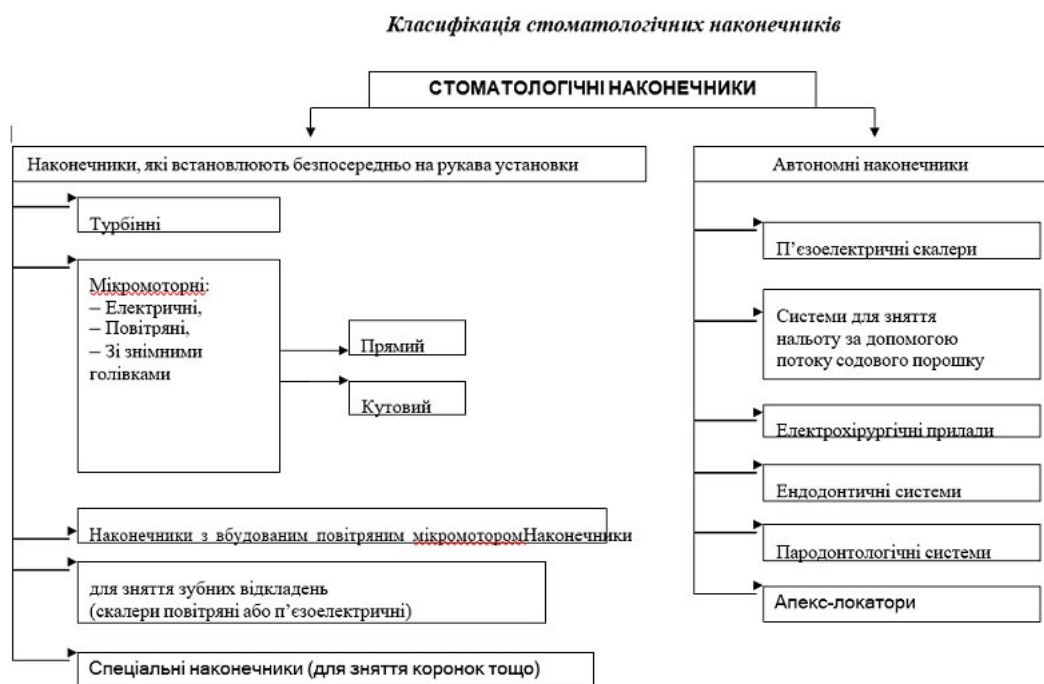 Класифікація стоматологічних наконечників
СТОМАТОЛОГІЧНІ НАКОНЕЧНИКИ
Наконечники, які встановлюють безпосередньо на рукава установки
Турбінні
Мікромоторні:
– Електричні,
– Повітряні,
– Зі знімними
голівками
Прямий
Кутовий
Наконечники з вбудованим повітряним мікромоторомНаконечники
для зняття зубних відкладень
(скалери повітряні або п’єзоелектричні)
Спеціальні наконечники (для зняття коронок тощо)
Автономні наконечники
П’єзоелектричні скалери
Системи для зняття
нальоту за допомогою
потоку содового порошку
Електрохірургічні прилади
Ендодонтичні системи
Пародонтологічні системи
Апекс-локатори